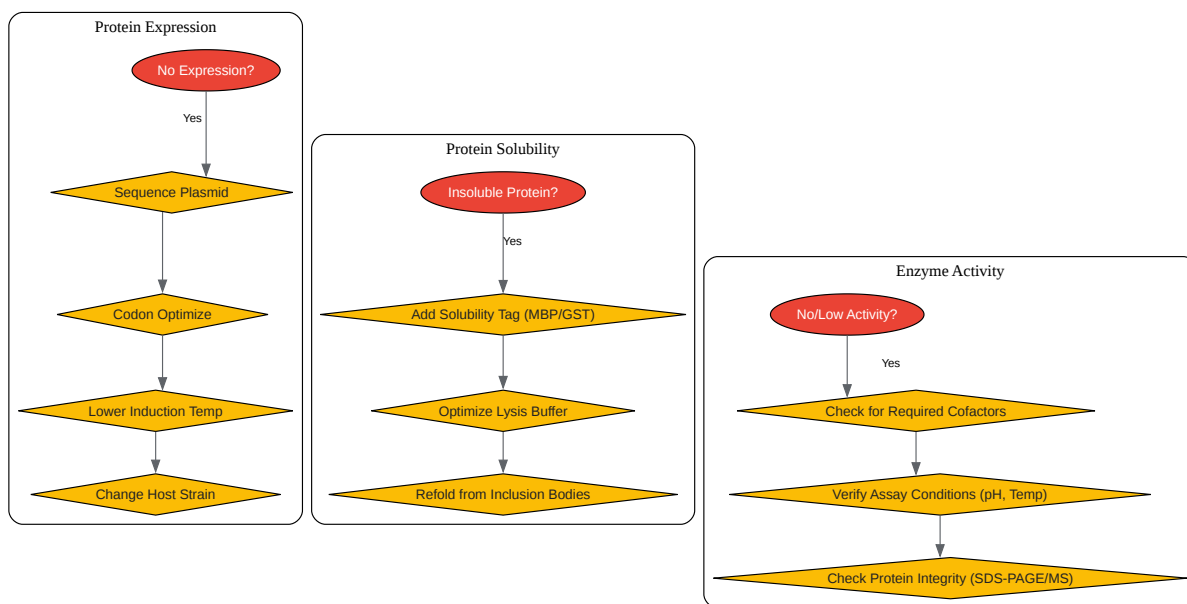 Protein Expression
No Expression?
Yes
Sequence Plasmid
Codon Optimize
Lower Induction Temp
Change Host Strain
Protein Solubility
Insoluble Protein?
Yes
Add Solubility Tag (MBP/GST)
Optimize Lysis Buffer
Refold from Inclusion Bodies
Enzyme Activity
No/Low Activity?
Yes
Check for Required Cofactors
Verify Assay Conditions (pH, Temp)
Check Protein Integrity (SDS-PAGE/MS)